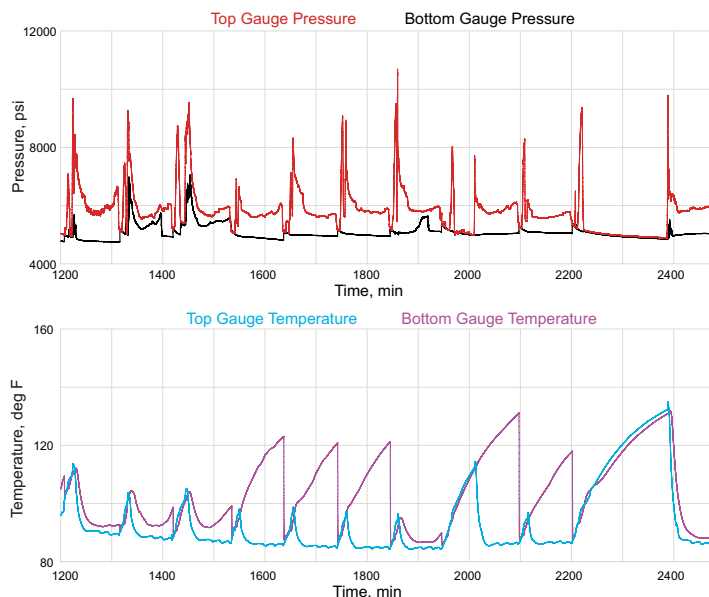 Top Gauge Pressure Bottom Gauge Pressure
12000
8000
4000
Pressure, psi
1200 1400 1600 1800 2000 2200 2400
Time, min
Top Gauge Temperature Bottom Gauge Temperature
160
120
80
Temperature, deg F
1200 1400 1600 1800 2000 2200 2400
Time, min